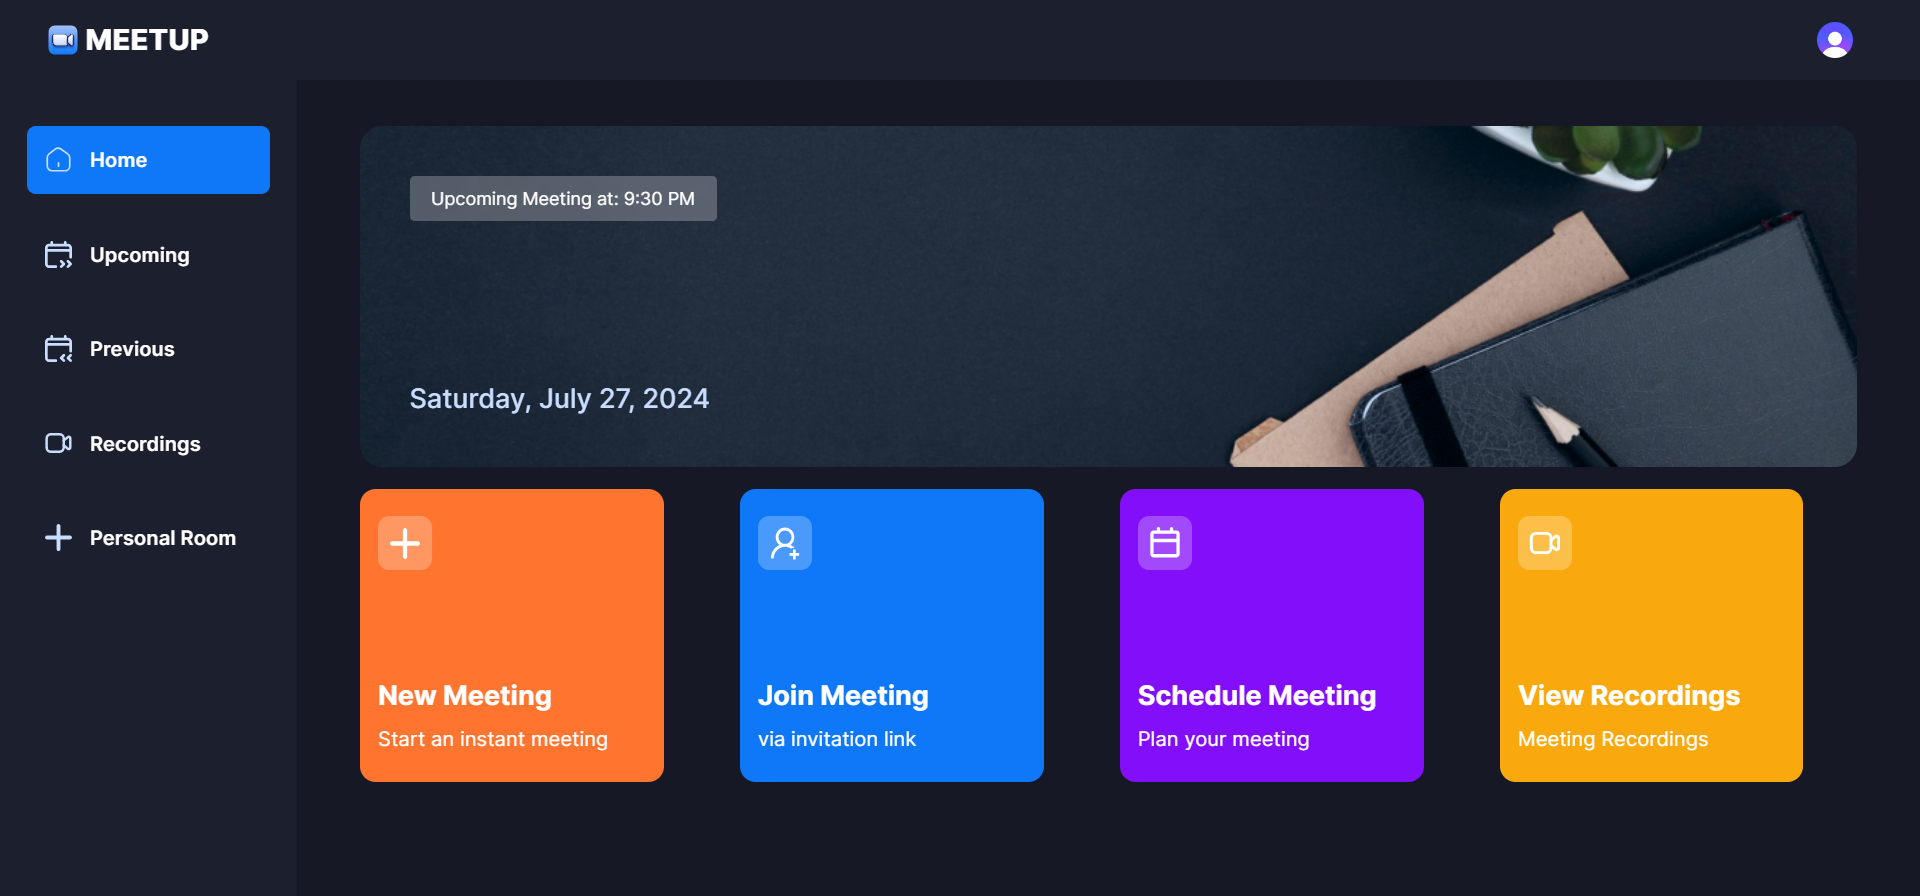 MEETUP
Home
Upcoming
Previous
Recordings
Personal Room
Upcoming Meeting at: 9:30 PM
Saturday, July 27, 2024
New Meeting
Start an instant meeting
Join Meeting
via invitation link
Schedule Meeting
Plan your meeting
View Recordings
Meeting Recordings